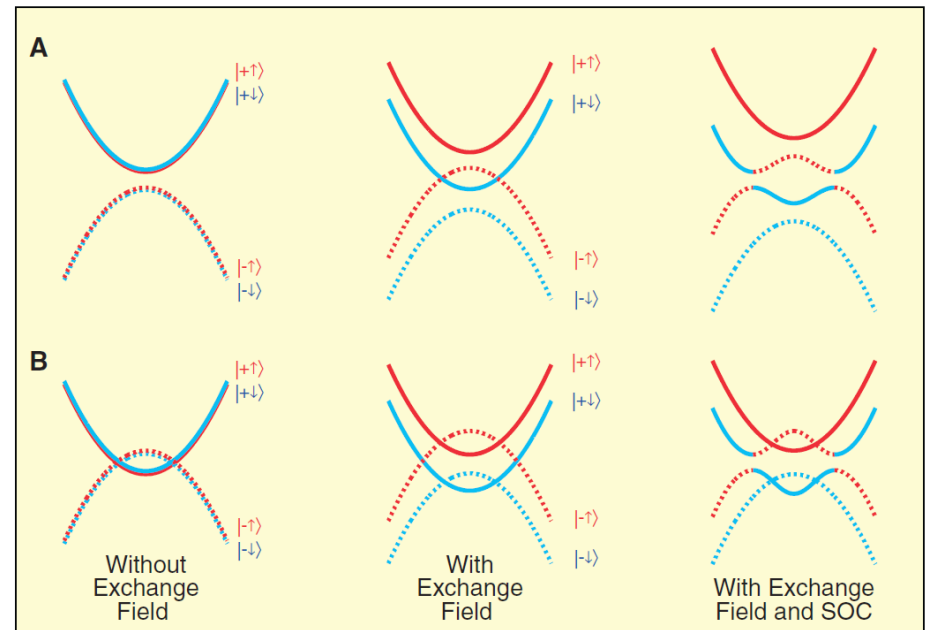 A
|+↑⟩
|+↓⟩
|-↑⟩
|-↓⟩
|+↑⟩
|+↓⟩
|-↑⟩
|-↓⟩
B
|+↑⟩
|+↓⟩
|-↑⟩
|-↓⟩
Without
Exchange
Field
|+↑⟩
|+↓⟩
|-↑⟩
|-↓⟩
With
Exchange
Field
With Exchange
Field and SOC